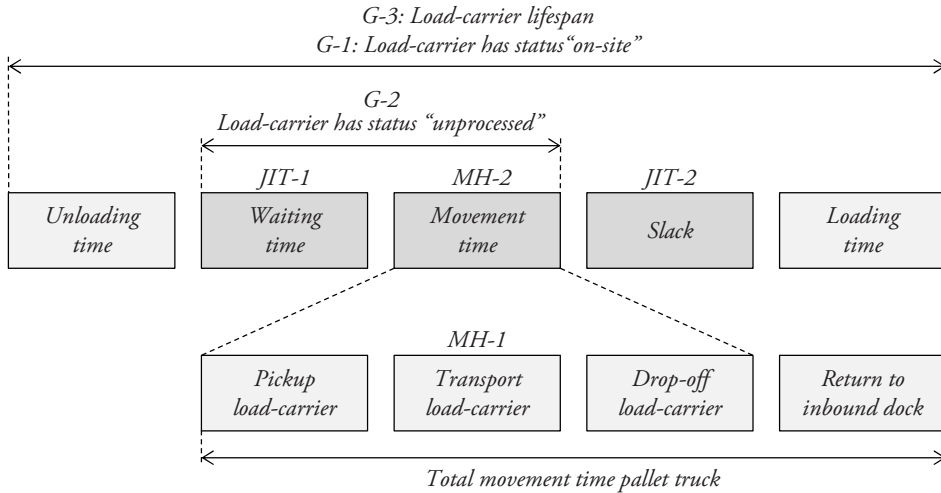 G-3: Load-carrier lifespan
G-1: Load-carrier has status“on-site”
G-2
Load-carrier has status “unprocessed”
JIT-1
MH-2
JIT-2
Unloading
time
Waiting
time
Movement
time
Slack
Loading
time
MH-1
Pickup
load-carrier
Transport
load-carrier
Drop-off
load-carrier
Return to
inbound dock
Total movement time pallet truck